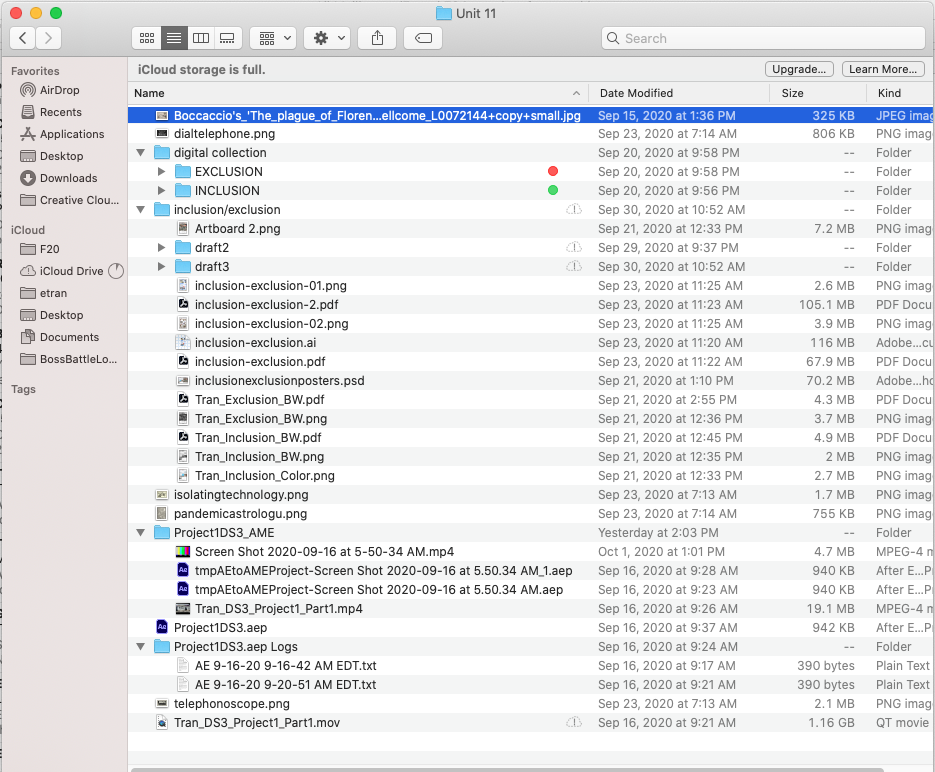 Unit 11
Search
iCloud storage is full. Upgrade... Learn More...
Favorites
AirDrop
Recents
Applications
Desktop
Downloads
Creative Clou...
iCloud
F20
iCloud Drive
etran
Desktop
Documents
BossBattleLo...
Tags
Name Date Modified Size Kind
Boccaccio's_'The_plague_of_Floren...ellcome_L0072144+copy+small.jpg Sep 15, 2020 at 1:36 PM 325 KB JPEG imag
dialtelephone.png Sep 23, 2020 at 7:14 AM 806 KB PNG imag
digital collection Sep 20, 2020 at 9:58 PM -- Folder
EXCLUSION Sep 20, 2020 at 9:58 PM -- Folder
INCLUSION Sep 20, 2020 at 9:56 PM -- Folder
inclusion/exclusion Sep 30, 2020 at 10:52 AM -- Folder
Artboard 2.png Sep 21, 2020 at 12:33 PM 7.2 MB PNG imag
draft2 Sep 29, 2020 at 9:37 PM -- Folder
draft3 Sep 30, 2020 at 10:52 AM -- Folder
inclusion-exclusion-01.png Sep 23, 2020 at 11:25 AM 2.6 MB PNG imag
inclusion-exclusion-2.pdf Sep 23, 2020 at 11:23 AM 105.1 MB PDF Docu
inclusion-exclusion-02.png Sep 23, 2020 at 11:25 AM 3.9 MB PNG imag
inclusion-exclusion.ai Sep 23, 2020 at 11:20 AM 116 MB Adobe...cu
inclusion-exclusion.pdf Sep 23, 2020 at 11:22 AM 67.9 MB PDF Docu
inclusionexclusionposters.psd Sep 21, 2020 at 1:10 PM 70.2 MB Adobe...ho
Tran_Exclusion_BW.pdf Sep 21, 2020 at 2:55 PM 4.3 MB PDF Docu
Tran_Exclusion_BW.png Sep 21, 2020 at 12:36 PM 3.7 MB PNG imag
Tran_Inclusion_BW.pdf Sep 21, 2020 at 12:45 PM 4.9 MB PDF Docu
Tran_Inclusion_BW.png Sep 21, 2020 at 12:35 PM 2 MB PNG imag
Tran_Inclusion_Color.png Sep 21, 2020 at 12:33 PM 2.7 MB PNG imag
isolatingtechnology.png Sep 23, 2020 at 7:13 AM 1.7 MB PNG imag
pandemicastrologu.png Sep 23, 2020 at 7:14 AM 755 KB PNG imag
Project1DS3_AME Yesterday at 2:03 PM -- Folder
Screen Shot 2020-09-16 at 5-50-34 AM.mp4 Oct 1, 2020 at 1:01 PM 4.7 MB MPEG-4 m
tmpAEtoAMEProject-Screen Shot 2020-09-16 at 5.50.34 AM_1.aep Sep 16, 2020 at 9:28 AM 940 KB After E...Pr
tmpAEtoAMEProject-Screen Shot 2020-09-16 at 5.50.34 AM.aep Sep 16, 2020 at 9:23 AM 940 KB After E...Pr
Tran_DS3_Project1_Part1.mp4 Sep 16, 2020 at 9:26 AM 19.1 MB MPEG-4 m
Project1DS3.aep Sep 16, 2020 at 9:37 AM 942 KB After E...Pr
Project1DS3.aep Logs Sep 16, 2020 at 9:24 AM -- Folder
AE 9-16-20 9-16-42 AM EDT.txt Sep 16, 2020 at 9:17 AM 390 bytes Plain Text
AE 9-16-20 9-20-51 AM EDT.txt Sep 16, 2020 at 9:21 AM 390 bytes Plain Text
telephonoscope.png Sep 23, 2020 at 7:13 AM 2.1 MB PNG imag
Tran_DS3_Project1_Part1.mov Sep 16, 2020 at 9:21 AM 1.16 GB QT movie